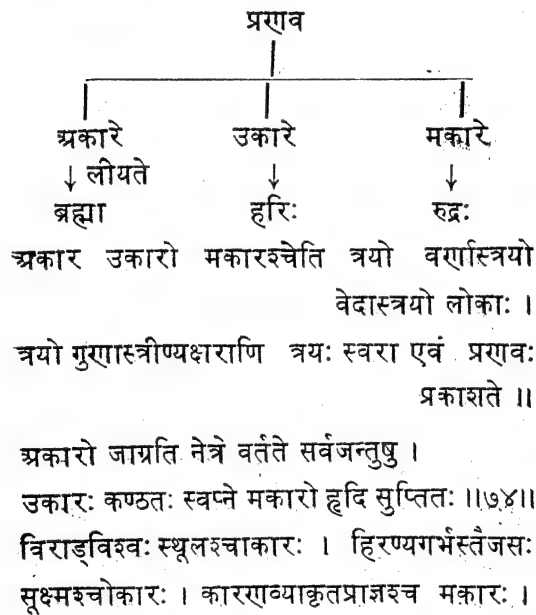 प्रणव
अकारे उकारे मकारे
↓ लीयते ↓ ↓
ब्रह्मा हरिः रुद्रः
अकार उकारो मकारश्चेति त्रयो वर्णास्त्रयो
वेदास्त्रयो लोकाः ।
त्रयो गुणास्त्रीण्यक्षराणि त्रयः स्वरा एवं प्रणवः
प्रकाशते ॥
अकारो जाग्रति नेत्रे वर्तते सर्वजन्तुषु ।
उकारः कण्ठतः स्वप्ने मकारो हृदि सुप्तितः ॥७४॥
विराड्विश्वः स्थूलश्चाकारः । हिरण्यगर्भस्तैजसः
सूक्ष्मश्चोकारः । कारणव्याकृतप्राज्ञश्च मकारः ।